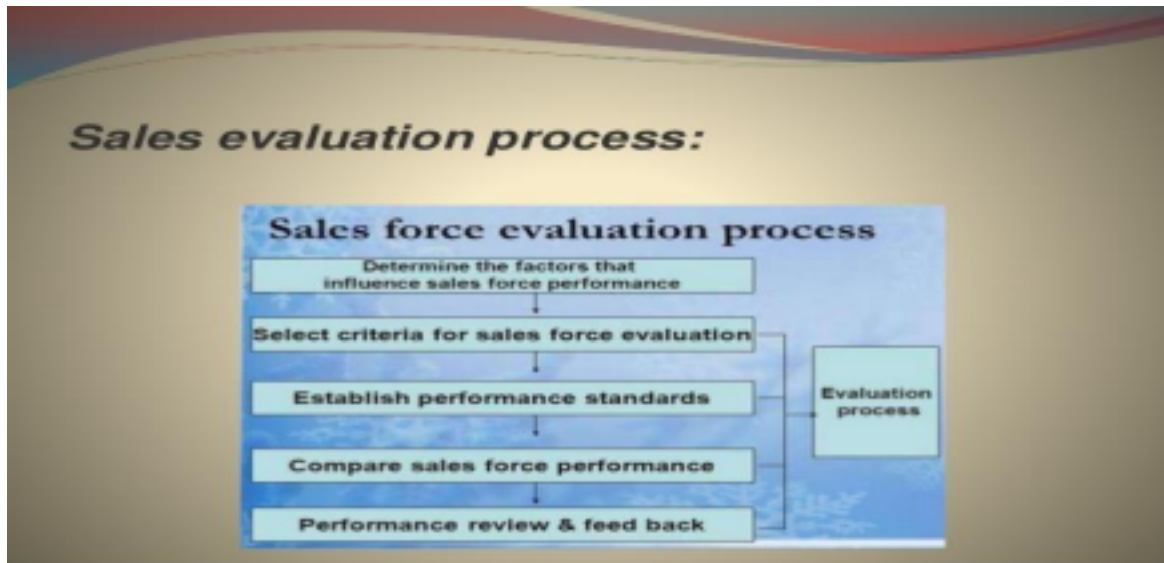 Sales evaluation process:
Sales force evaluation process
Determine the factors that
influence sales force performance
Select criteria for sales force evaluation
Establish performance standards
Compare sales force performance
Performance review & feed back
Evaluation
process